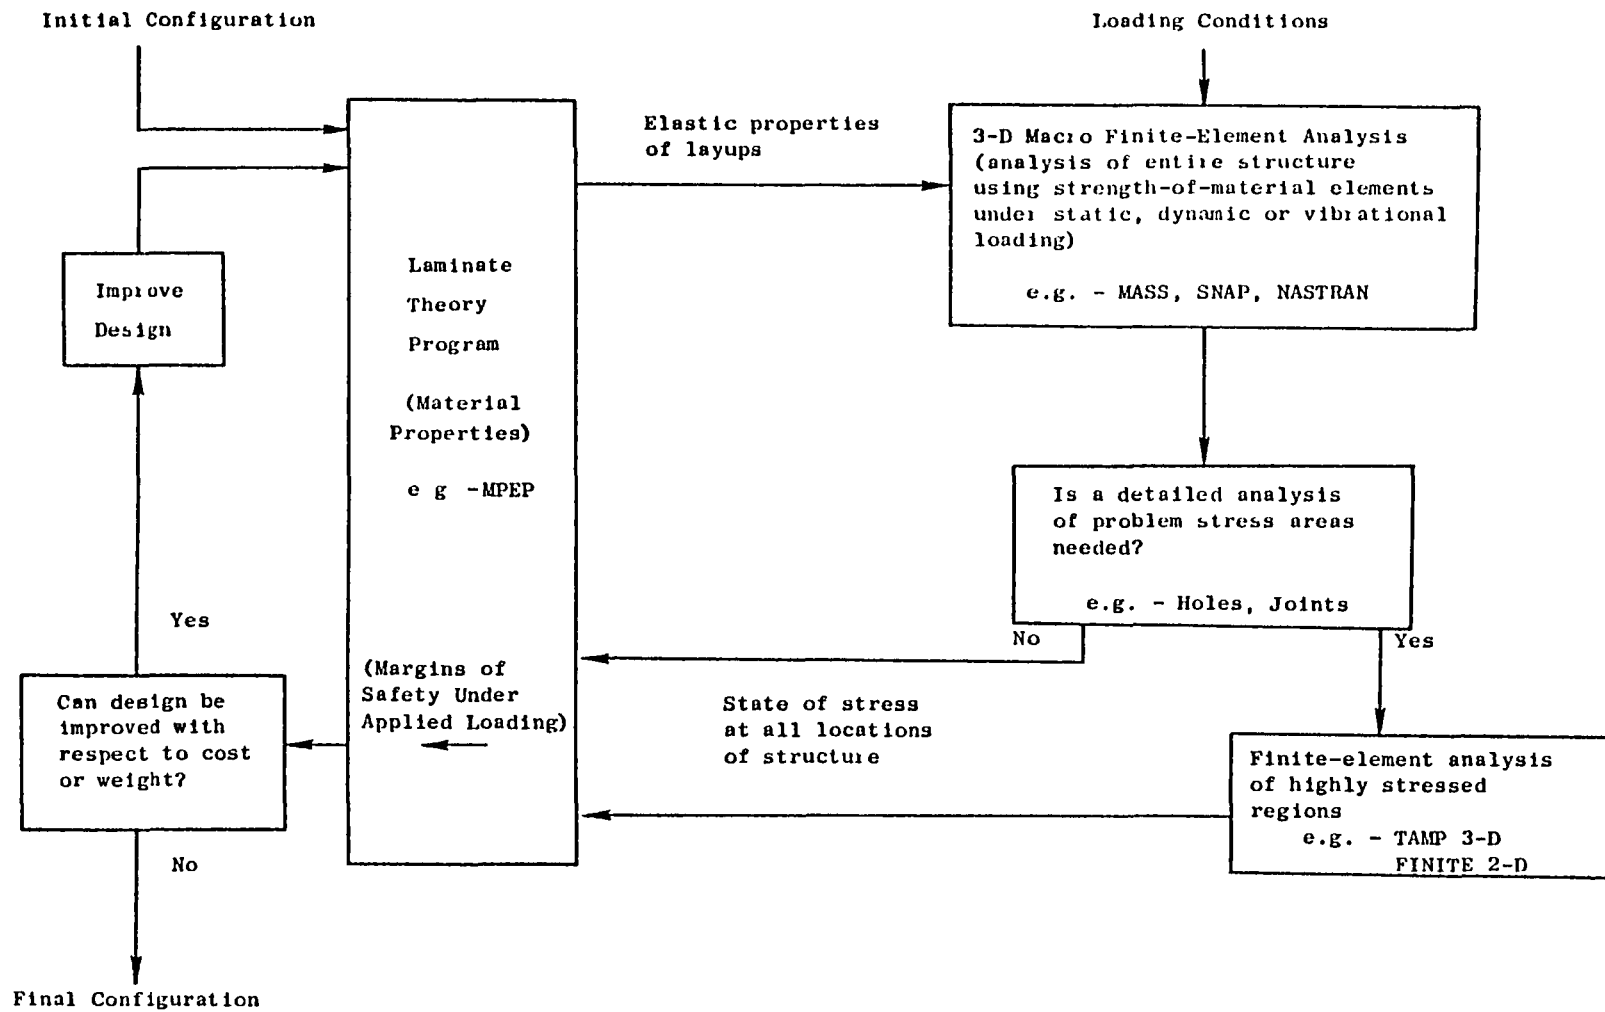 Initial Configuration
Loading Conditions
Elastic properties
of layups
3-D Macro Finite-Element Analysis
(analysis of entire structure
using strength-of-material elements
under static, dynamic or vibrational
loading)
e.g. - MASS, SNAP, NASTRAN
Improve
Design
Laminate
Theory
Program
(Material
Properties)
e g -MPEP
Is a detailed analysis
of problem stress areas
needed?
e.g. - Holes, Joints
No
Yes
Yes
(Margins of
Safety Under
Applied Loading)
State of stress
at all locations
of structure
Can design be
improved with
respect to cost
or weight?
Finite-element analysis
of highly stressed
regions
e.g. - TAMP 3-D
FINITE 2-D
No
Final Configuration